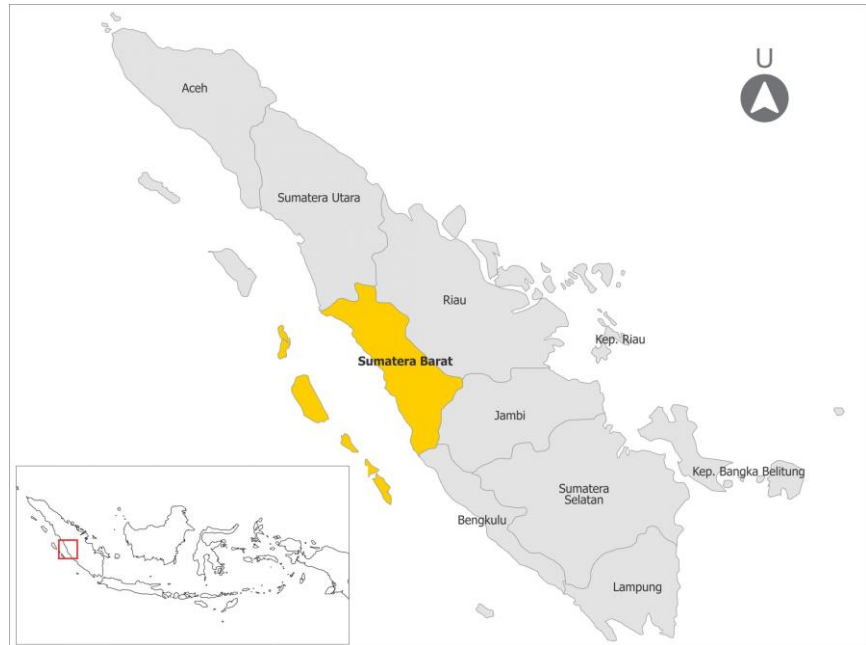 U
Aceh
Sumatera Utara
Riau
Kep. Riau
Sumatera Barat
Jambi
Kep. Bangka Belitung
Sumatera
Selatan
Bengkulu
Lampung